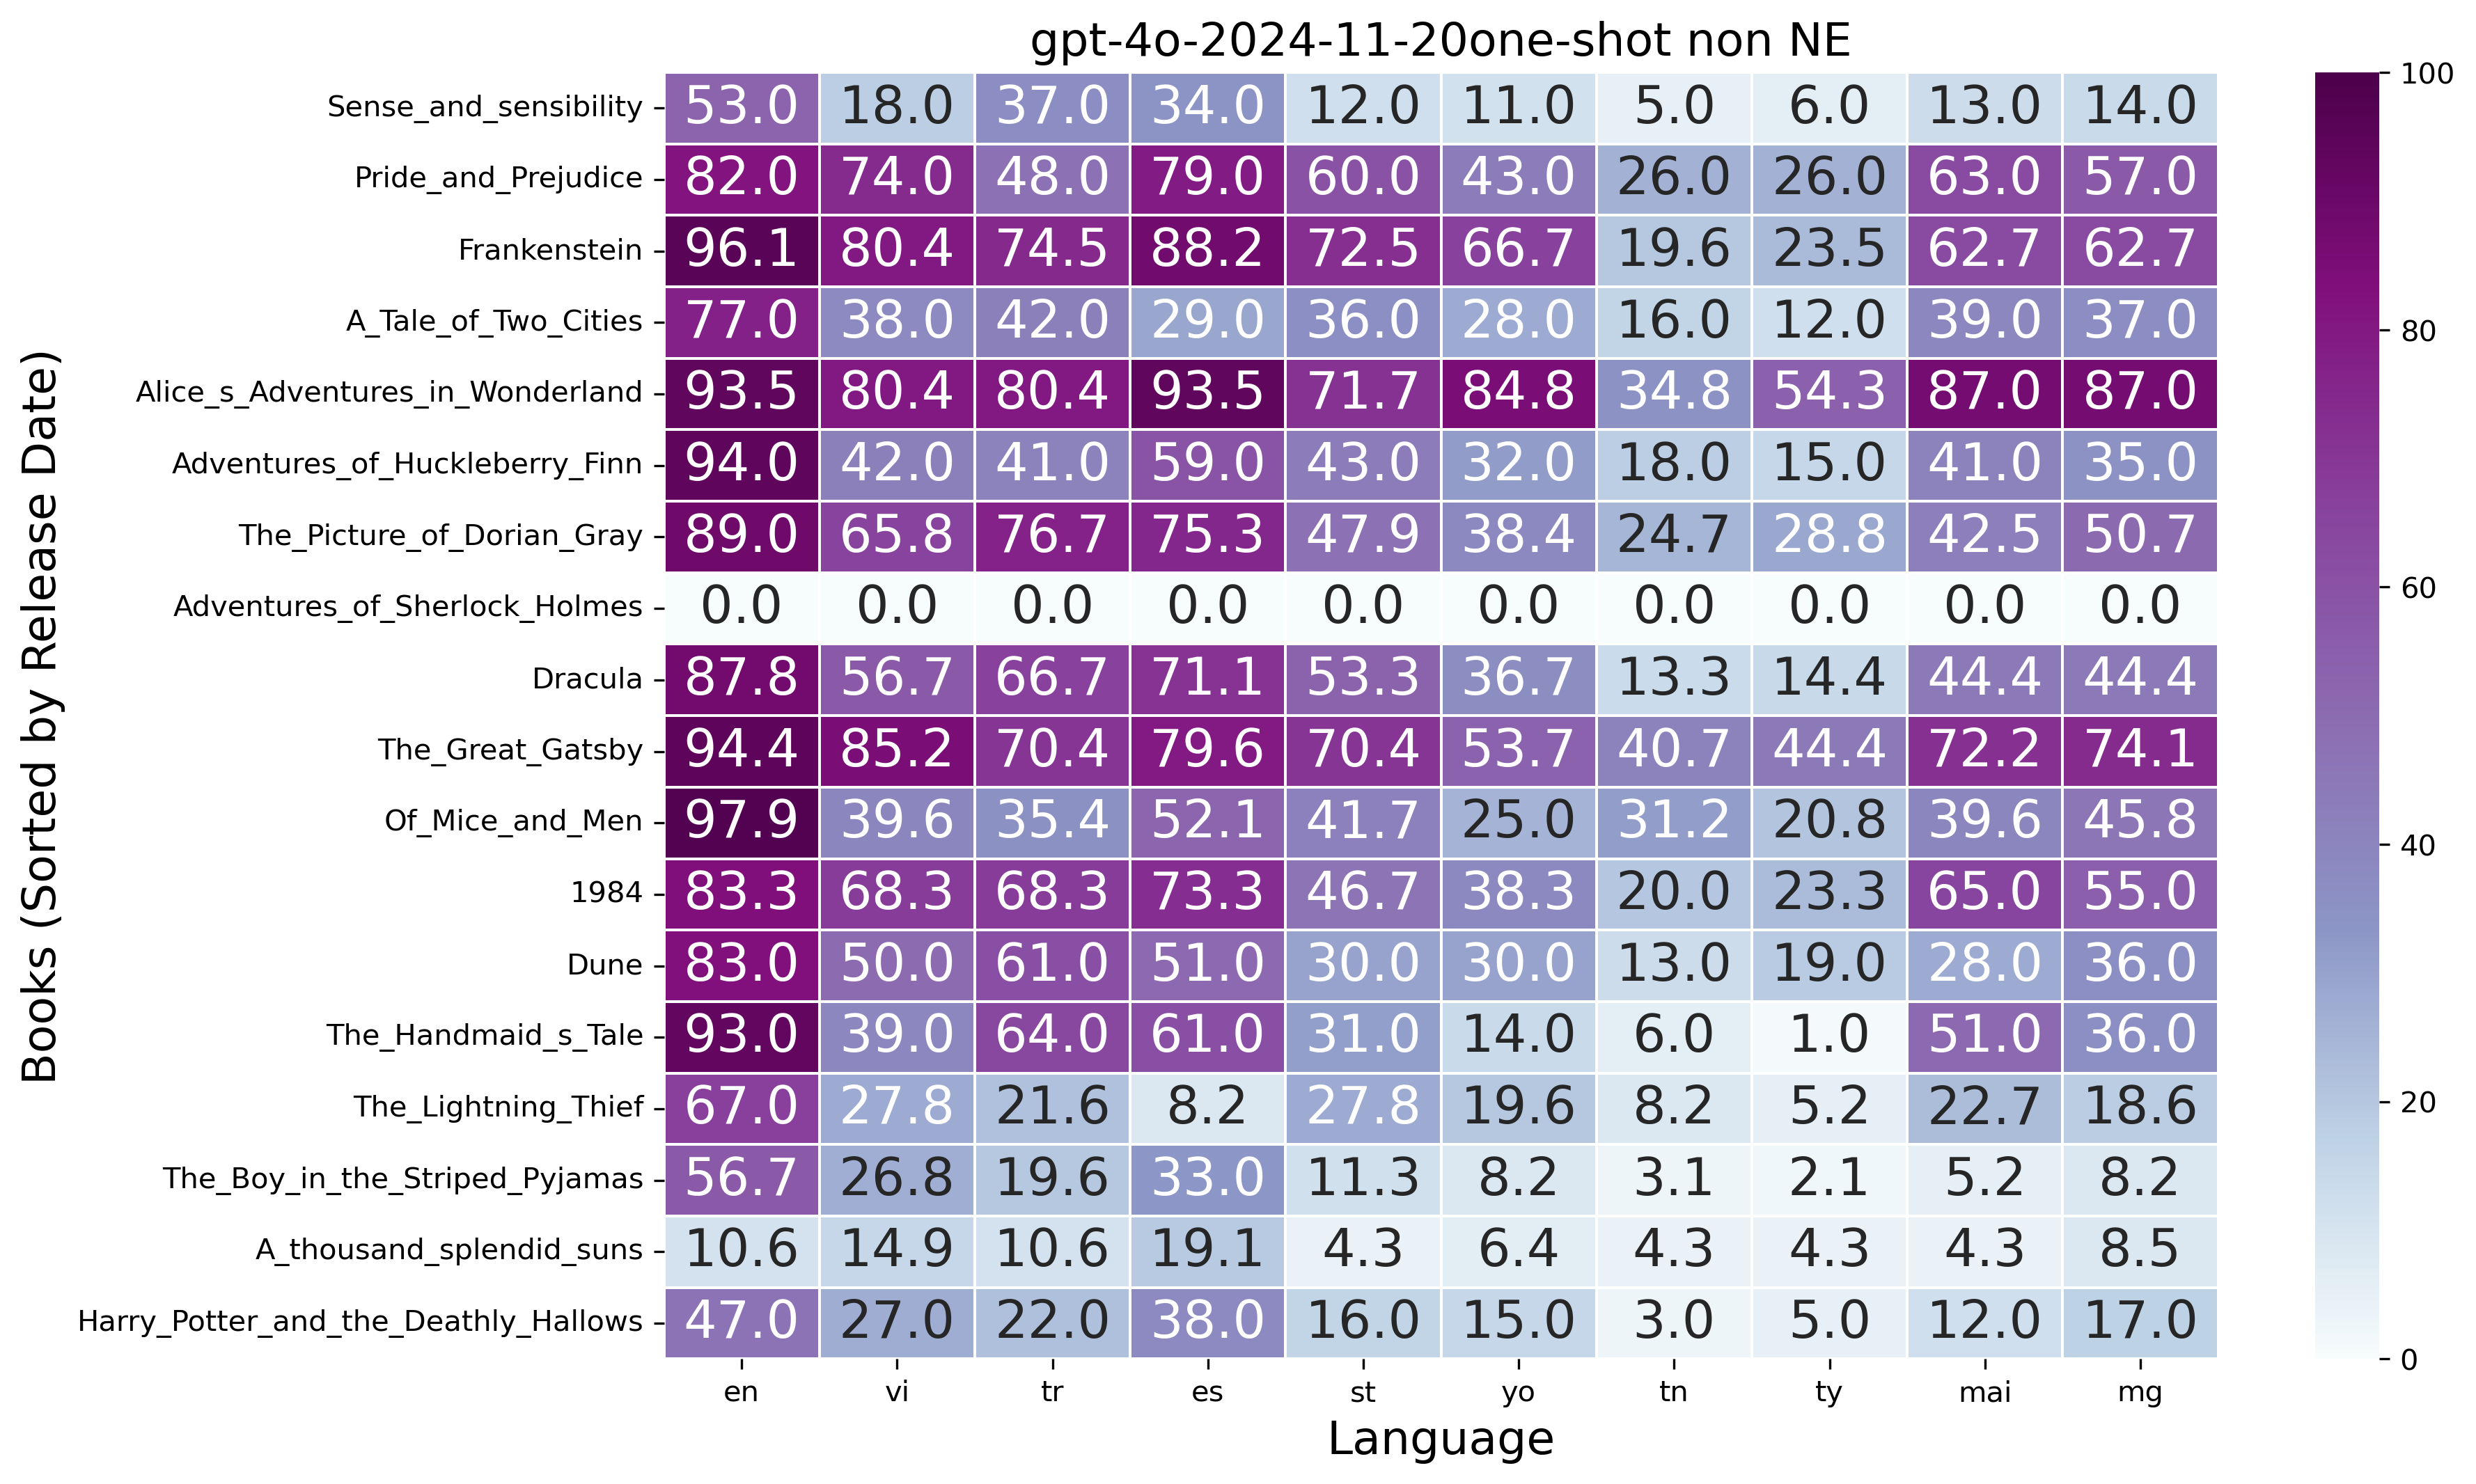 gpt-4o-2024-11-20one-shot non NE
Books (Sorted by Release Date)
Sense_and_sensibility 53.0 18.0 37.0 34.0 12.0 11.0 5.0 6.0 13.0 14.0
Pride_and_Prejudice 82.0 74.0 48.0 79.0 60.0 43.0 26.0 26.0 63.0 57.0
Frankenstein 96.1 80.4 74.5 88.2 72.5 66.7 19.6 23.5 62.7 62.7
A_Tale_of_Two_Cities 77.0 38.0 42.0 29.0 36.0 28.0 16.0 12.0 39.0 37.0
Alice_s_Adventures_in_Wonderland 93.5 80.4 80.4 93.5 71.7 84.8 34.8 54.3 87.0 87.0
Adventures_of_Huckleberry_Finn 94.0 42.0 41.0 59.0 43.0 32.0 18.0 15.0 41.0 35.0
The_Picture_of_Dorian_Gray 89.0 65.8 76.7 75.3 47.9 38.4 24.7 28.8 42.5 50.7
Adventures_of_Sherlock_Holmes 0.0 0.0 0.0 0.0 0.0 0.0 0.0 0.0 0.0 0.0
Dracula 87.8 56.7 66.7 71.1 53.3 36.7 13.3 14.4 44.4 44.4
The_Great_Gatsby 94.4 85.2 70.4 79.6 70.4 53.7 40.7 44.4 72.2 74.1
Of_Mice_and_Men 97.9 39.6 35.4 52.1 41.7 25.0 31.2 20.8 39.6 45.8
1984 83.3 68.3 68.3 73.3 46.7 38.3 20.0 23.3 65.0 55.0
Dune 83.0 50.0 61.0 51.0 30.0 30.0 13.0 19.0 28.0 36.0
The_Handmaid_s_Tale 93.0 39.0 64.0 61.0 31.0 14.0 6.0 1.0 51.0 36.0
The_Lightning_Thief 67.0 27.8 21.6 8.2 27.8 19.6 8.2 5.2 22.7 18.6
The_Boy_in_the_Striped_Pyjamas 56.7 26.8 19.6 33.0 11.3 8.2 3.1 2.1 5.2 8.2
A_thousand_splendid_suns 10.6 14.9 10.6 19.1 4.3 6.4 4.3 4.3 4.3 8.5
Harry_Potter_and_the_Deathly_Hallows 47.0 27.0 22.0 38.0 16.0 15.0 3.0 5.0 12.0 17.0
en vi tr es st yo tn ty mai mg
Language
100
80
60
40
20
0